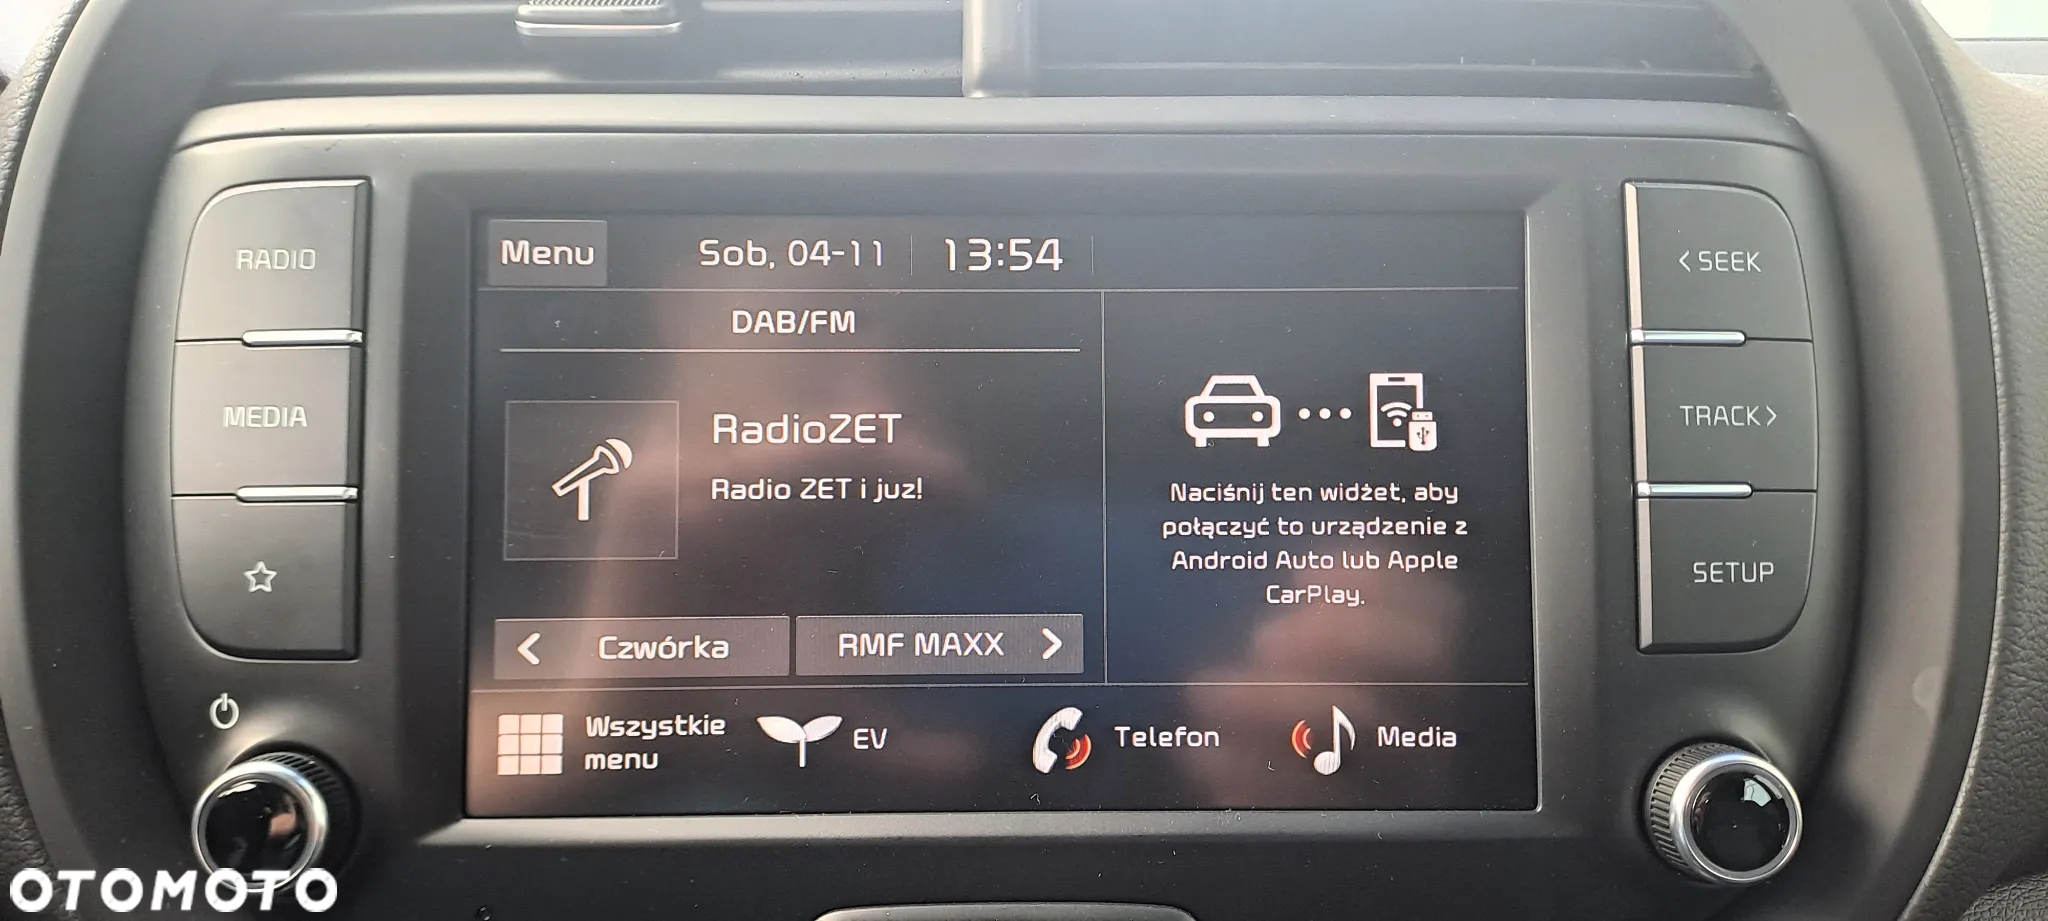 RADIO
MEDIA
Menu
Sob, 04-11
13:54
DAB/FM
RadioZET
Radio ZET i juz!
Czwórka
RMF MAXX
Naciśnij ten widżet, aby
połączyć to urządzenie z
Android Auto lub Apple
CarPlay.
Wszystkie
menu
EV
Telefon
Media
< SEEK
TRACK >
SETUP
OTOMOTO